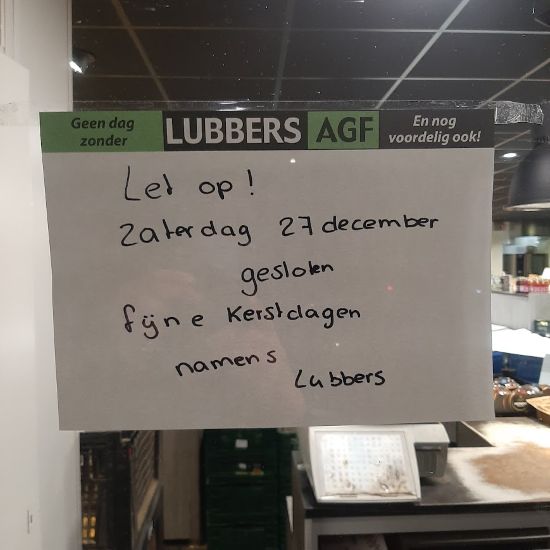 Geen dag
zonder
LUBBERS AGF
En nog
voordelig ook!
Let op!
Zaterdag 27 december
gesloten
fijne Kerstdagen
namens
Lubbers